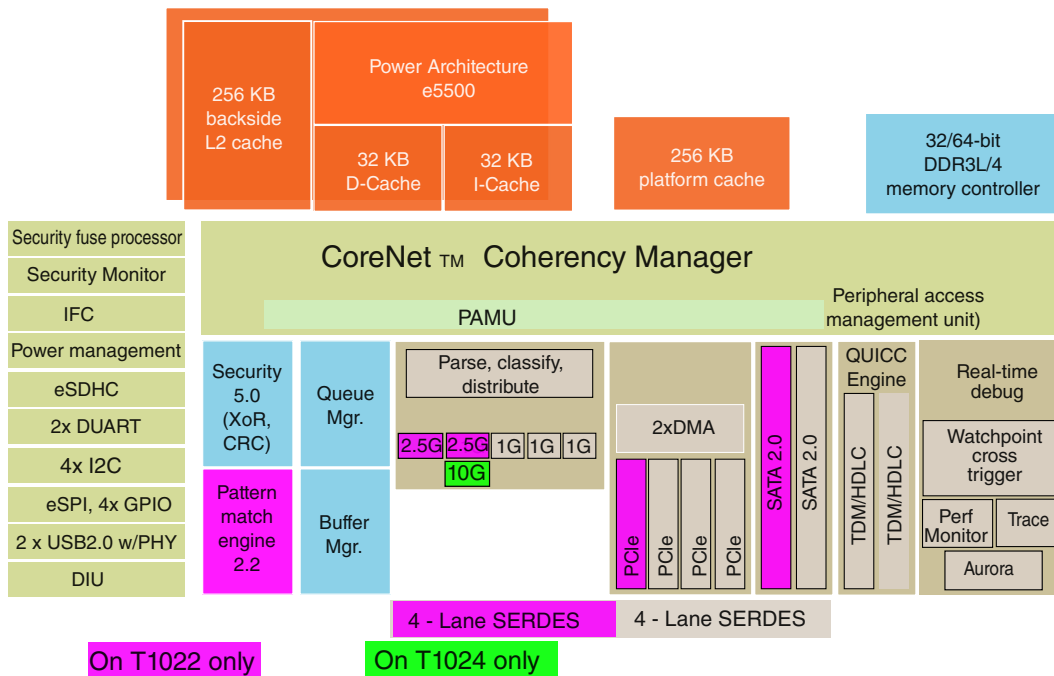 Power Architecture
e5500
256 KB
backside
L2 cache
32 KB
D-Cache
32 KB
I-Cache
256 KB
platform cache
32/64-bit
DDR3L/4
memory controller
Security fuse processor
Security Monitor
IFC
Power management
eSDHC
2x DUART
4x I2C
eSPI, 4x GPIO
2 x USB2.0 w/PHY
DIU
CoreNet TM Coherency Manager
PAMU
Peripheral access
management unit)
Security
5.0
(XoR,
CRC)
Queue
Mgr.
Pattern
match
engine
2.2
Buffer
Mgr.
Parse, classify,
distribute
2.5G 2.5G 1G 1G 1G
10G
2xDMA
PCIe
PCIe
PCIe
PCIe
SATA 2.0
SATA 2.0
QUICC
Engine
TDM/HDLC
TDM/HDLC
Real-time
debug
Watchpoint
cross
trigger
Perf
Monitor
Trace
Aurora
4 - Lane SERDES
4 - Lane SERDES
On T1022 only
On T1024 only